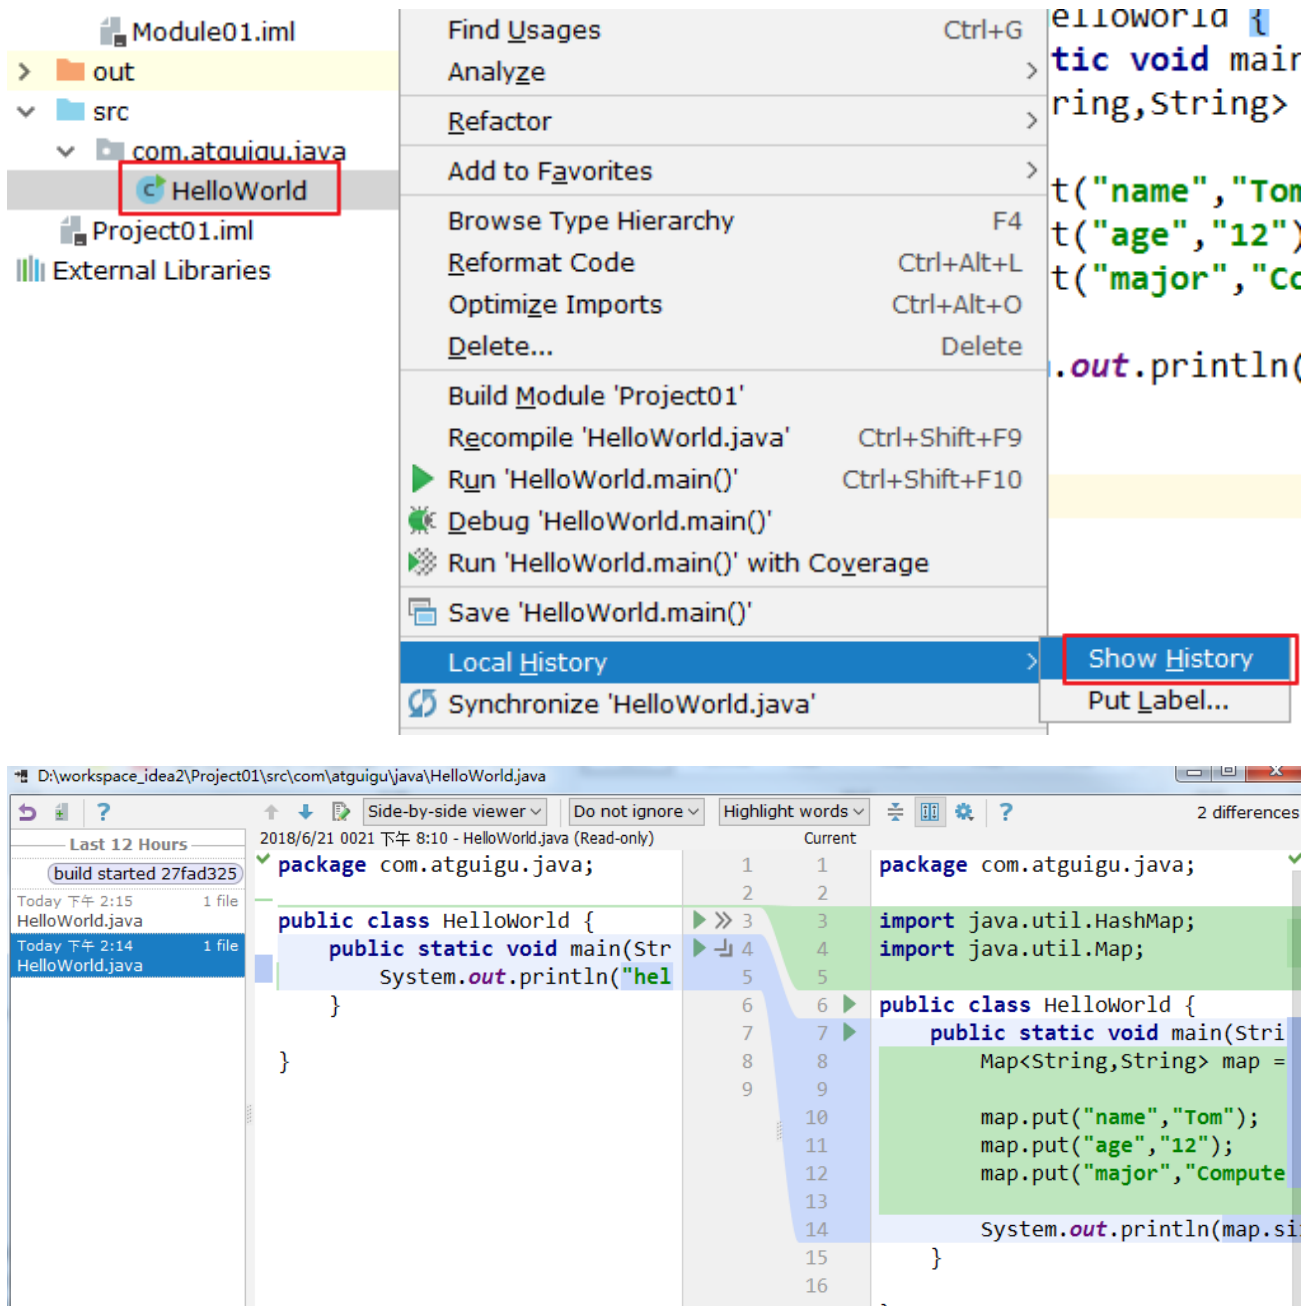 Module01.iml
out
src
com.atguigu.java
HelloWorld
Project01.iml
External Libraries
Find Usages Ctrl+G
Analyze
Refactor
Add to Favorites
Browse Type Hierarchy F4
Reformat Code Ctrl+Alt+L
Optimize Imports Ctrl+Alt+O
Delete... Delete
Build Module 'Project01'
Recompile 'HelloWorld.java' Ctrl+Shift+F9
Run 'HelloWorld.main()' Ctrl+Shift+F10
Debug 'HelloWorld.main()'
Run 'HelloWorld.main()' with Coverage
Save 'HelloWorld.main()'
Local History
Synchronize 'HelloWorld.java'
Show History
Put Label...
elloWorld {
tic void main
ring,String>
t("name","Tom
t("age","12")
t("major","Co
.out.println(
D:\workspace_idea2\Project01\src\com\atguigu\java\HelloWorld.java
? Side-by-side viewer Do not ignore Highlight words ? 2 differences
Last 12 Hours
build started 27fad325
Today 下午 2:15 1 file
HelloWorld.java
Today 下午 2:14 1 file
HelloWorld.java
2018/6/21 0021 下午 8:10 - HelloWorld.java (Read-only)
package com.atguigu.java; 1
2
public class HelloWorld { 3
public static void main(Str 4
System.out.println("hel 5
} 6
7
} 8
9
Current
1 package com.atguigu.java;
2
3 import java.util.HashMap;
4 import java.util.Map;
5
6 public class HelloWorld {
7 public static void main(Stri
8 Map<String,String> map =
9
10 map.put("name","Tom");
11 map.put("age","12");
12 map.put("major","Compute
13
14 System.out.println(map.si
15 }
16